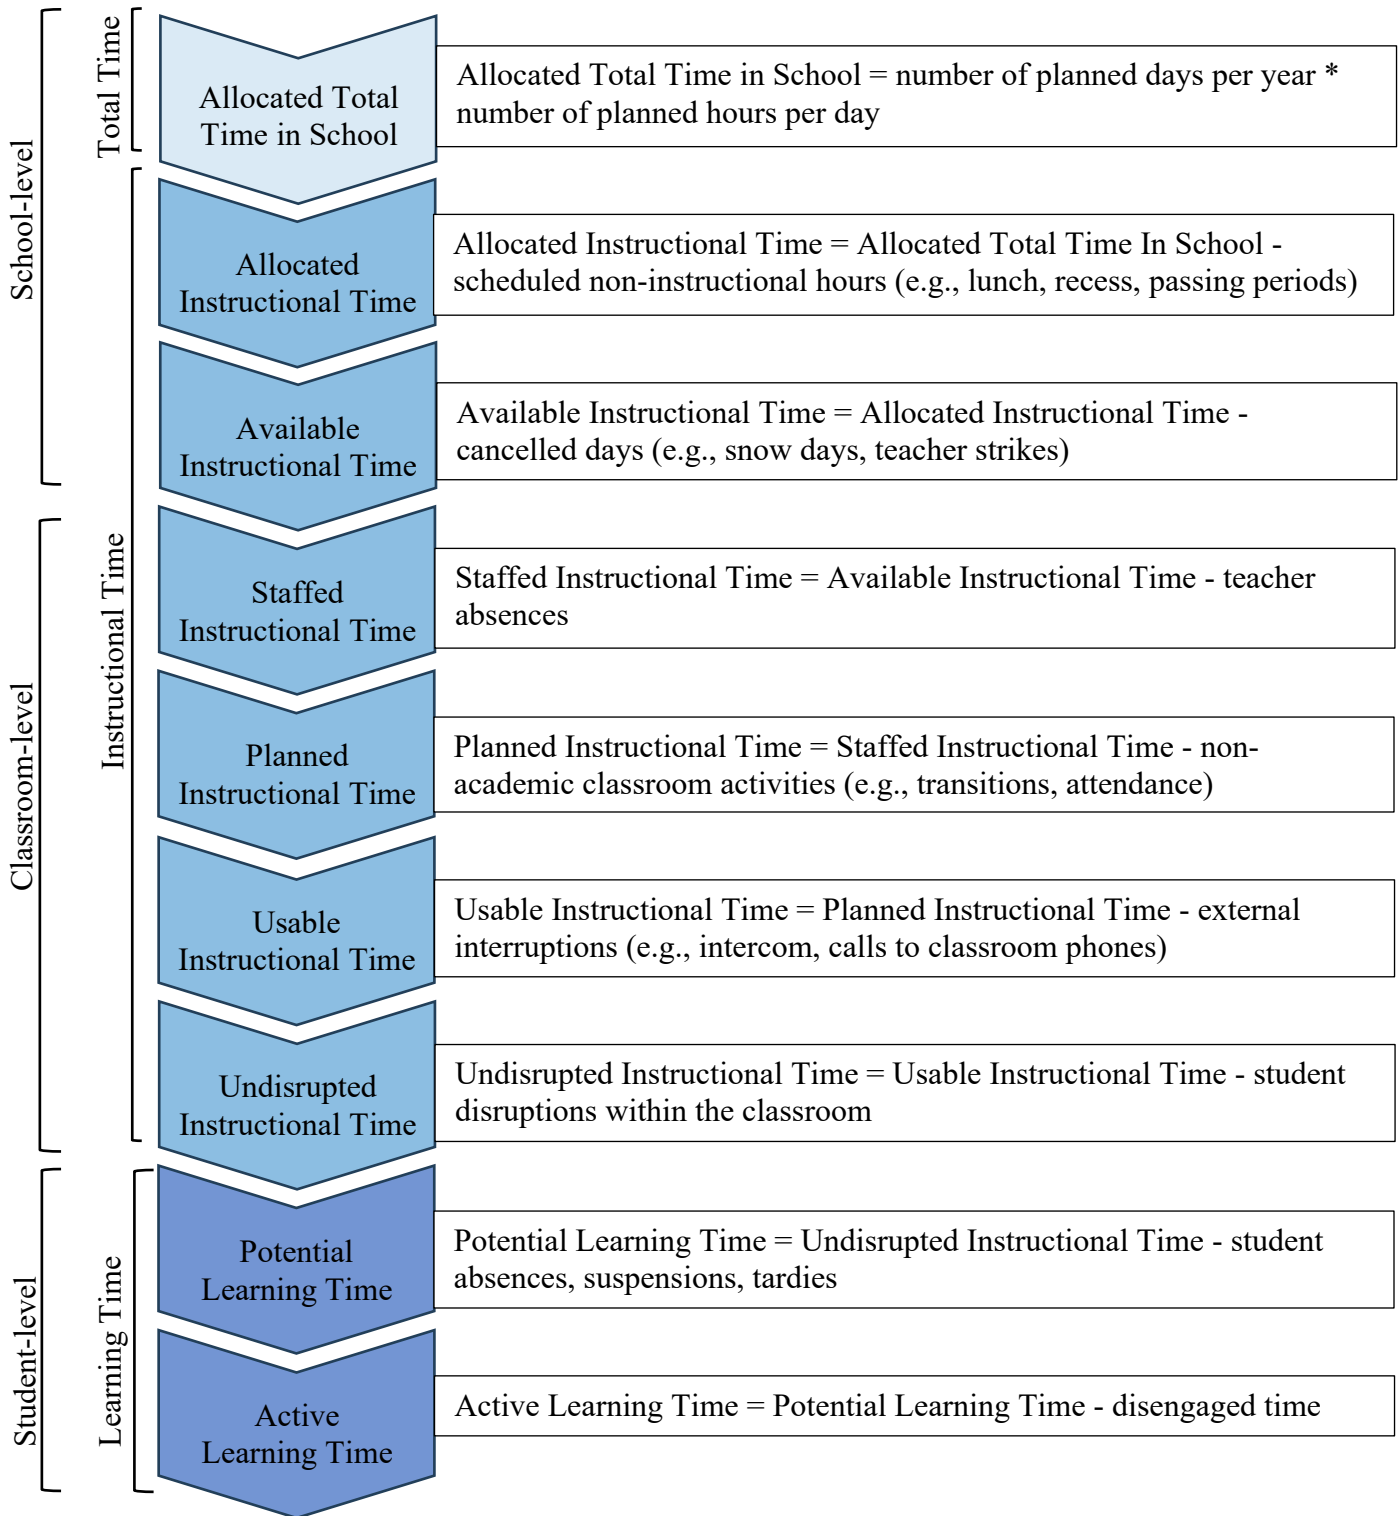 School-level
Total Time
Allocated Total
Time in School
Allocated Total Time in School = number of planned days per year *
number of planned hours per day
Instructional Time
Allocated
Instructional Time
Allocated Instructional Time = Allocated Total Time In School -
scheduled non-instructional hours (e.g., lunch, recess, passing periods)
Available
Instructional Time
Available Instructional Time = Allocated Instructional Time -
cancelled days (e.g., snow days, teacher strikes)
Classroom-level
Staffed
Instructional Time
Staffed Instructional Time = Available Instructional Time - teacher
absences
Planned
Instructional Time
Planned Instructional Time = Staffed Instructional Time - non-
academic classroom activities (e.g., transitions, attendance)
Usable
Instructional Time
Usable Instructional Time = Planned Instructional Time - external
interruptions (e.g., intercom, calls to classroom phones)
Undisrupted
Instructional Time
Undisrupted Instructional Time = Usable Instructional Time - student
disruptions within the classroom
Student-level
Learning Time
Potential
Learning Time
Potential Learning Time = Undisrupted Instructional Time - student
absences, suspensions, tardies
Active
Learning Time
Active Learning Time = Potential Learning Time - disengaged time